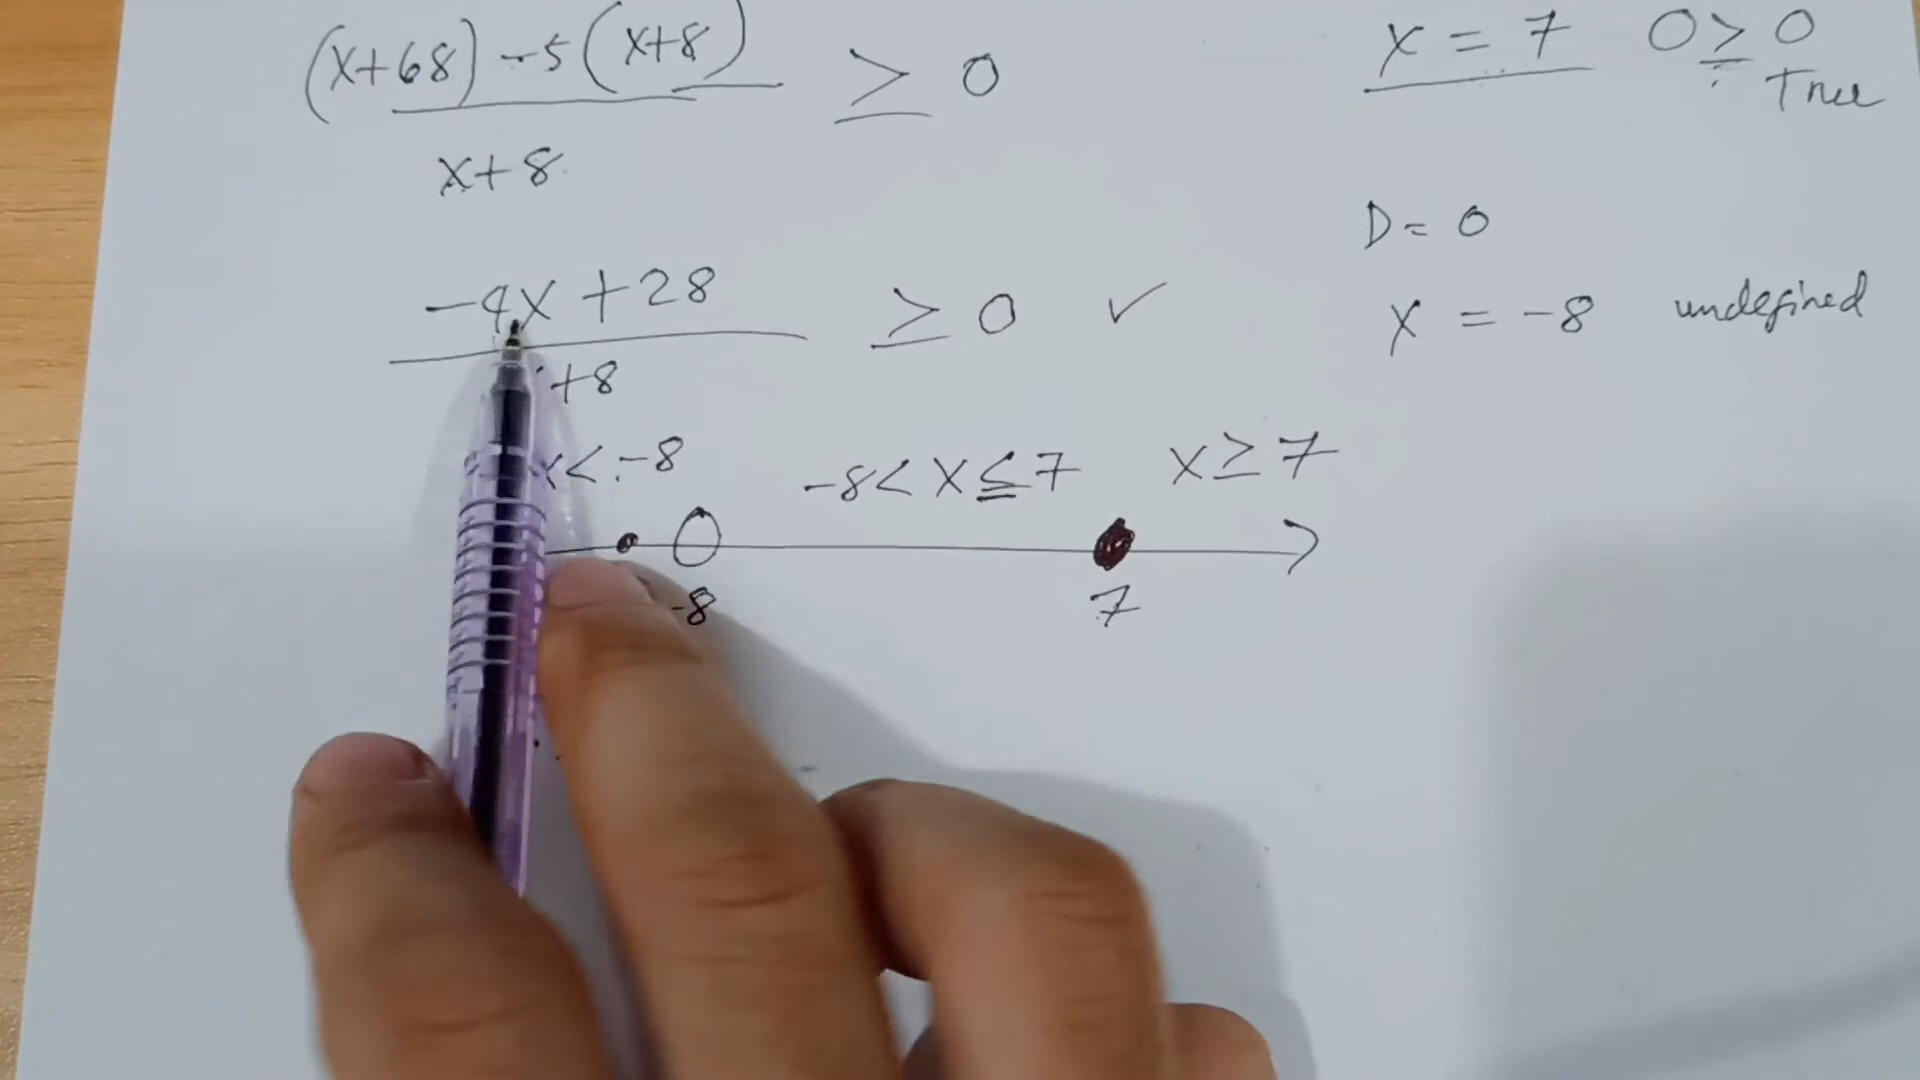 (x+68) -5(x+8) ≥ 0
x+8
-4x +28 ≥ 0 ✓
+8
x<-8 -8<x≤7 x≥7
-8 7
x = 7 0≥0
True
D= 0
x = -8 undefined